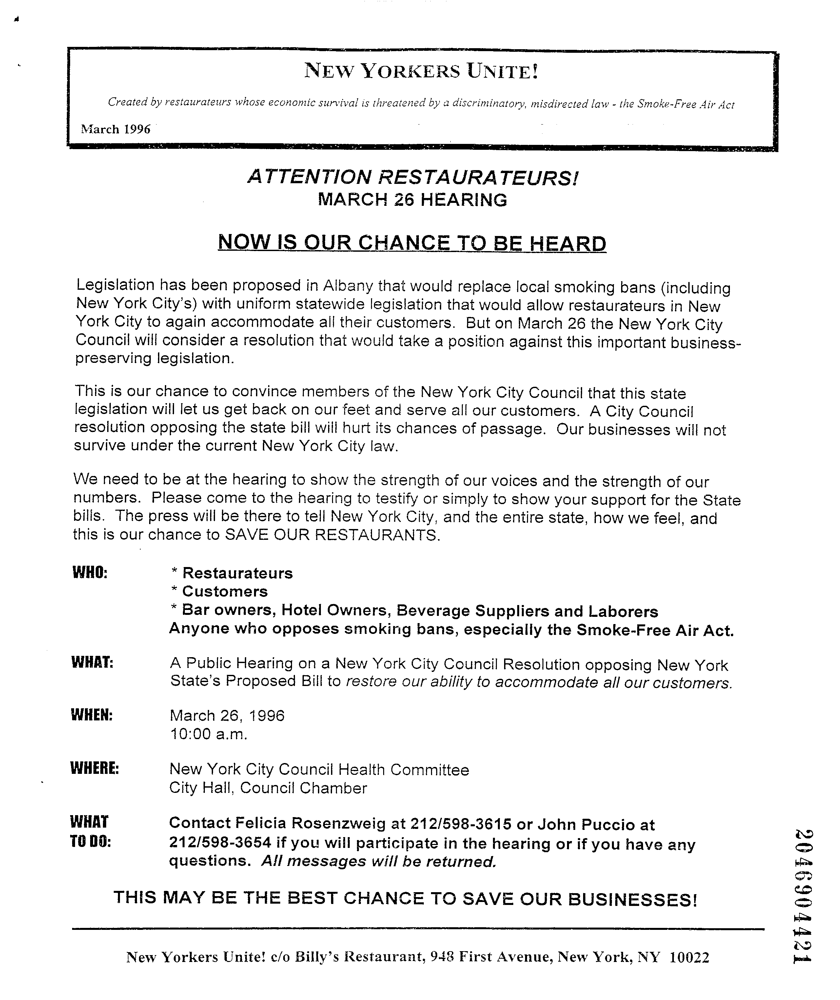 NEW YORKERS UNITE!
Created by restaurateurs whose economic survival is threatened by a discriminatory, misdirected law - the Smoke-Free Air Act
March 1996
ATTENTION RESTAURATEURS!
MARCH 26 HEARING
NOW IS OUR CHANCE TO BE HEARD
Legislation has been proposed in Albany that would replace local smoking bans (including
New York City's) with uniform statewide legislation that would allow restaurateurs in New
York City to again accommodate all their customers. But on March 26 the New York City
Council will consider a resolution that would take a position against this important business-
preserving legislation.
This is our chance to convince members of the New York City Council that this state
legislation will let us get back on our feet and serve all our customers. A City Council
resolution opposing the state bill will hurt its chances of passage. Our businesses will not
survive under the current New York City law.
We need to be at the hearing to show the strength of our voices and the strength of our
numbers. Please come to the hearing to testify or simply to show your support for the State
bills. The press will be there to tell New York City, and the entire state, how we feel, and
this is our chance to SAVE OUR RESTAURANTS.
WHO: * Restaurateurs
* Customers
* Bar owners, Hotel Owners, Beverage Suppliers and Laborers
Anyone who opposes smoking bans, especially the Smoke-Free Air Act.
WHAT: A Public Hearing on a New York City Council Resolution opposing New York
State's Proposed Bill to restore our ability to accommodate all our customers.
WHEN: March 26, 1996
10:00 a.m.
WHERE: New York City Council Health Committee
City Hall, Council Chamber
WHAT Contact Felicia Rosenzweig at 212/598-3615 or John Puccio at
TO DO: 212/598-3654 if you will participate in the hearing or if you have any
questions. All messages will be returned.
THIS MAY BE THE BEST CHANCE TO SAVE OUR BUSINESSES!
New Yorkers Unite! c/o Billy's Restaurant, 948 First Avenue, New York, NY 10022
2046904421